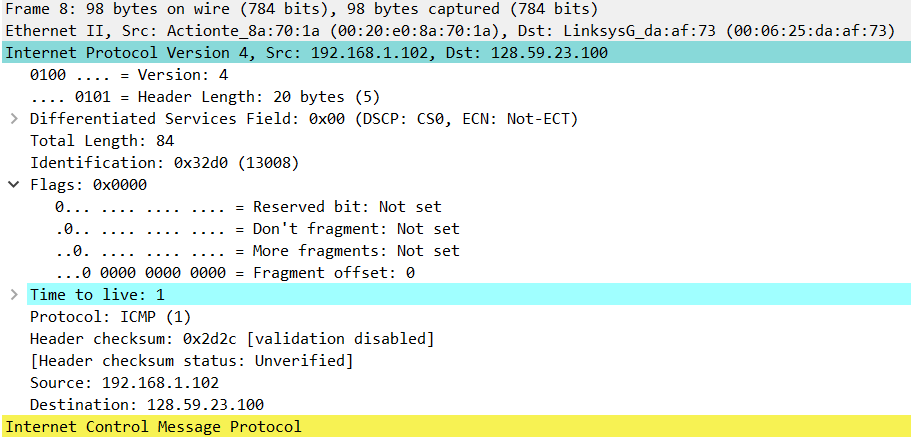 Frame 8: 98 bytes on wire (784 bits), 98 bytes captured (784 bits)
Ethernet II, Src: Actionte_8a:70:1a (00:20:e0:8a:70:1a), Dst: LinksysG_da:af:73 (00:06:25:da:af:73)
Internet Protocol Version 4, Src: 192.168.1.102, Dst: 128.59.23.100
0100 .... = Version: 4
.... 0101 = Header Length: 20 bytes (5)
Differentiated Services Field: 0x00 (DSCP: CS0, ECN: Not-ECT)
Total Length: 84
Identification: 0x32d0 (13008)
Flags: 0x0000
0... .... .... .... = Reserved bit: Not set
.0.. .... .... .... = Don't fragment: Not set
..0. .... .... .... = More fragments: Not set
...0 0000 0000 0000 = Fragment offset: 0
Time to live: 1
Protocol: ICMP (1)
Header checksum: 0x2d2c [validation disabled]
[Header checksum status: Unverified]
Source: 192.168.1.102
Destination: 128.59.23.100
Internet Control Message Protocol